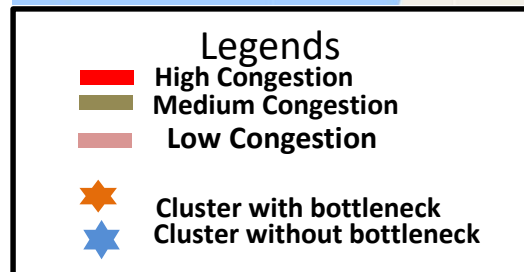 Legends
High Congestion
Medium Congestion
Low Congestion
Cluster with bottleneck
Cluster without bottleneck